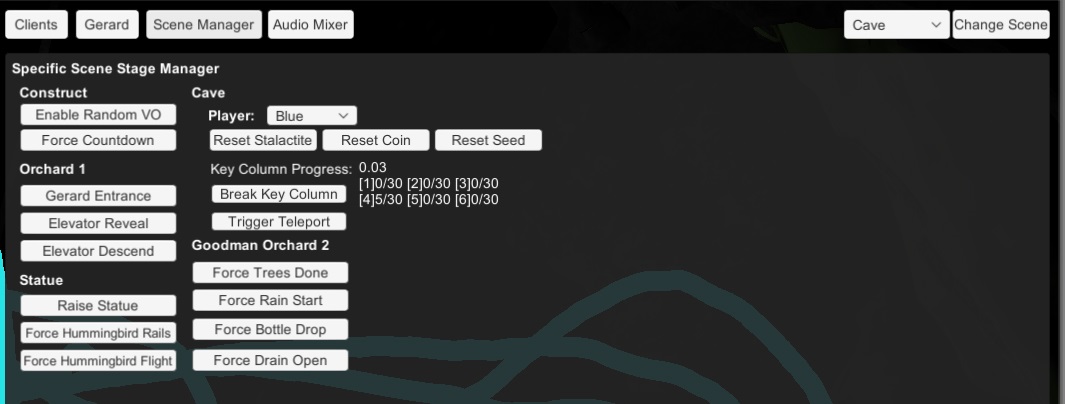 Clients Gerard Scene Manager Audio Mixer Cave Change Scene
Specific Scene Stage Manager
Construct
Enable Random VO
Force Countdown
Orchard 1
Gerard Entrance
Elevator Reveal
Elevator Descend
Statue
Raise Statue
Force Hummingbird Rails
Force Hummingbird Flight
Cave
Player: Blue
Reset Stalactite Reset Coin Reset Seed
Key Column Progress: 0.03
[1]0/30 [2]0/30 [3]0/30
[4]5/30 [5]0/30 [6]0/30
Break Key Column
Trigger Teleport
Goodman Orchard 2
Force Trees Done
Force Rain Start
Force Bottle Drop
Force Drain Open